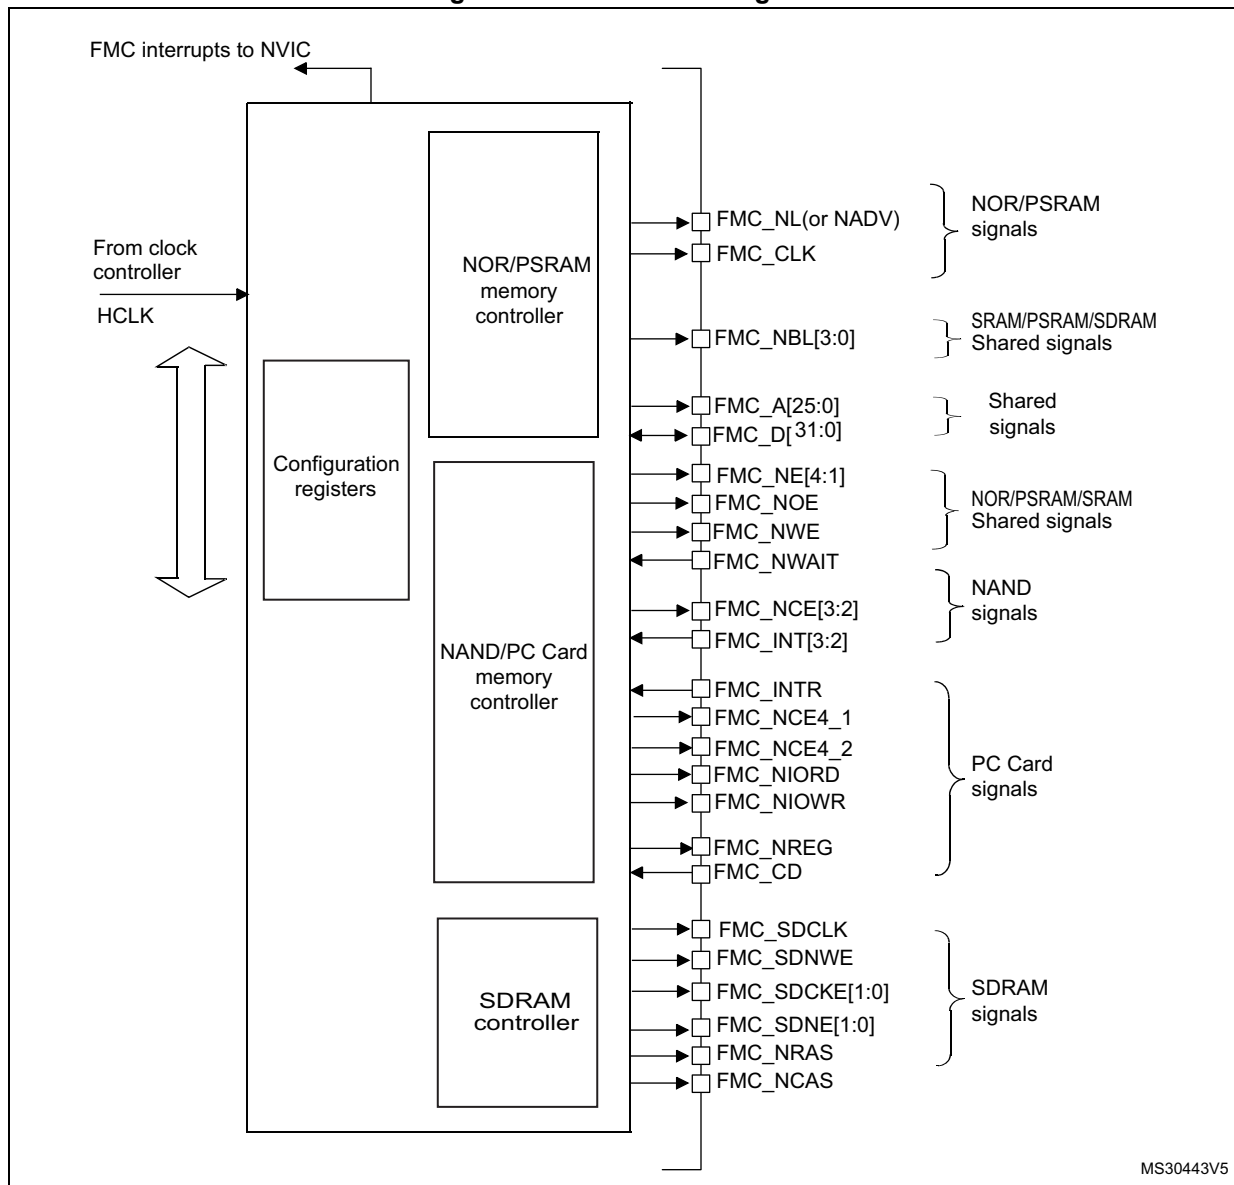 FMC interrupts to NVIC
From clock
controller
HCLK
Configuration
registers
NOR/PSRAM
memory
controller
NAND/PC Card
memory
controller
SDRAM
controller
FMC_NL(or NADV)
FMC_CLK
FMC_NBL[3:0]
FMC_A[25:0]
FMC_D[31:0]
FMC_NE[4:1]
FMC_NOE
FMC_NWE
FMC_NWAIT
FMC_NCE[3:2]
FMC_INT[3:2]
FMC_INTR
FMC_NCE4_1
FMC_NCE4_2
FMC_NIORD
FMC_NIOWR
FMC_NREG
FMC_CD
FMC_SDCLK
FMC_SDNWE
FMC_SDCKE[1:0]
FMC_SDNE[1:0]
FMC_NRAS
FMC_NCAS
NOR/PSRAM
signals
SRAM/PSRAM/SDRAM
Shared signals
Shared
signals
NOR/PSRAM/SRAM
Shared signals
NAND
signals
PC Card
signals
SDRAM
signals
MS30443V5